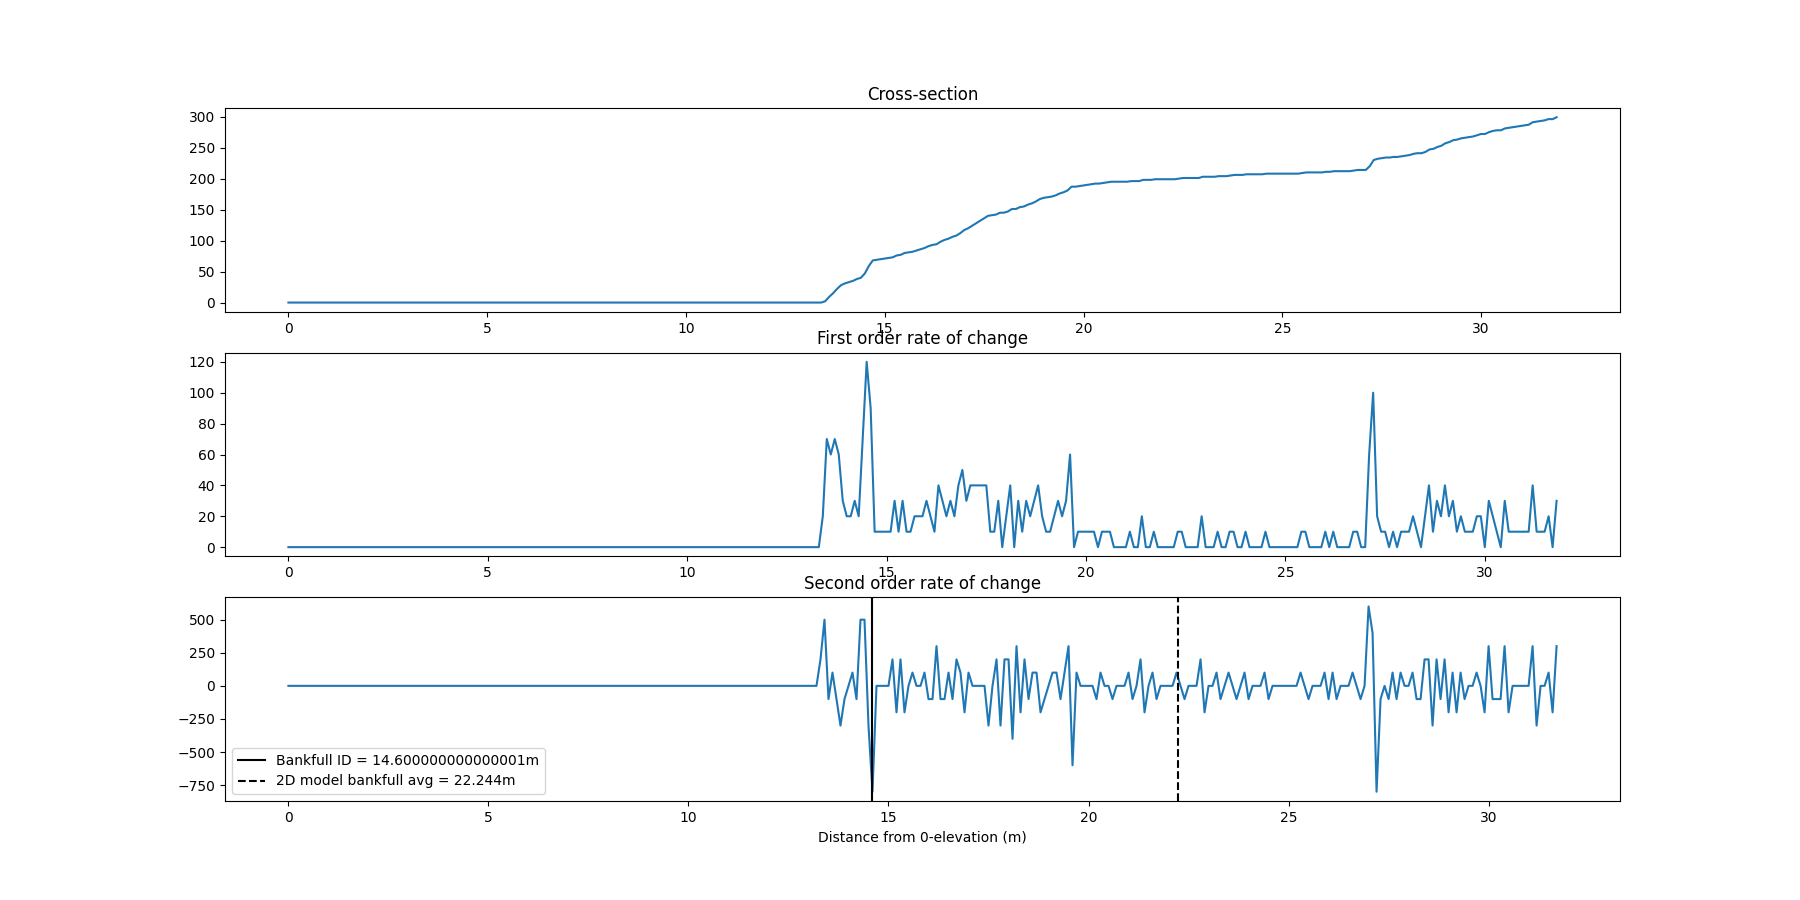 Cross-section
300
250
200
150
100
50
0
0 5 10 15 20 25 30
First order rate of change
120
100
80
60
40
20
0
0 5 10 15 20 25 30
Second order rate of change
500
250
0
−250
−500
−750
Bankfull ID = 14.600000000000001m
2D model bankfull avg = 22.244m
0 5 10 15 20 25 30
Distance from 0-elevation (m)